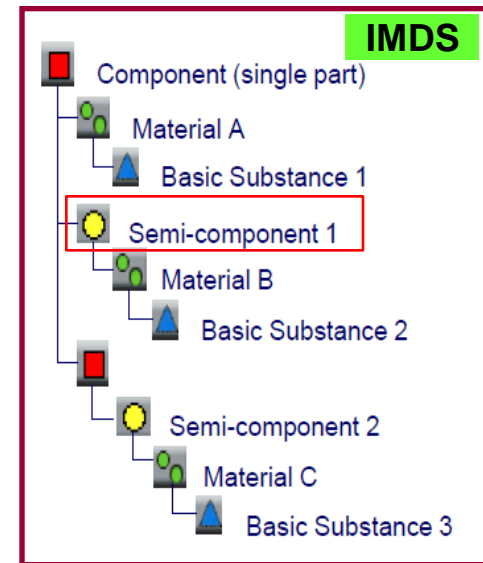 IMDS
Component (single part)
Material A
Basic Substance 1
Semi-component 1
Material B
Basic Substance 2
Semi-component 2
Material C
Basic Substance 3